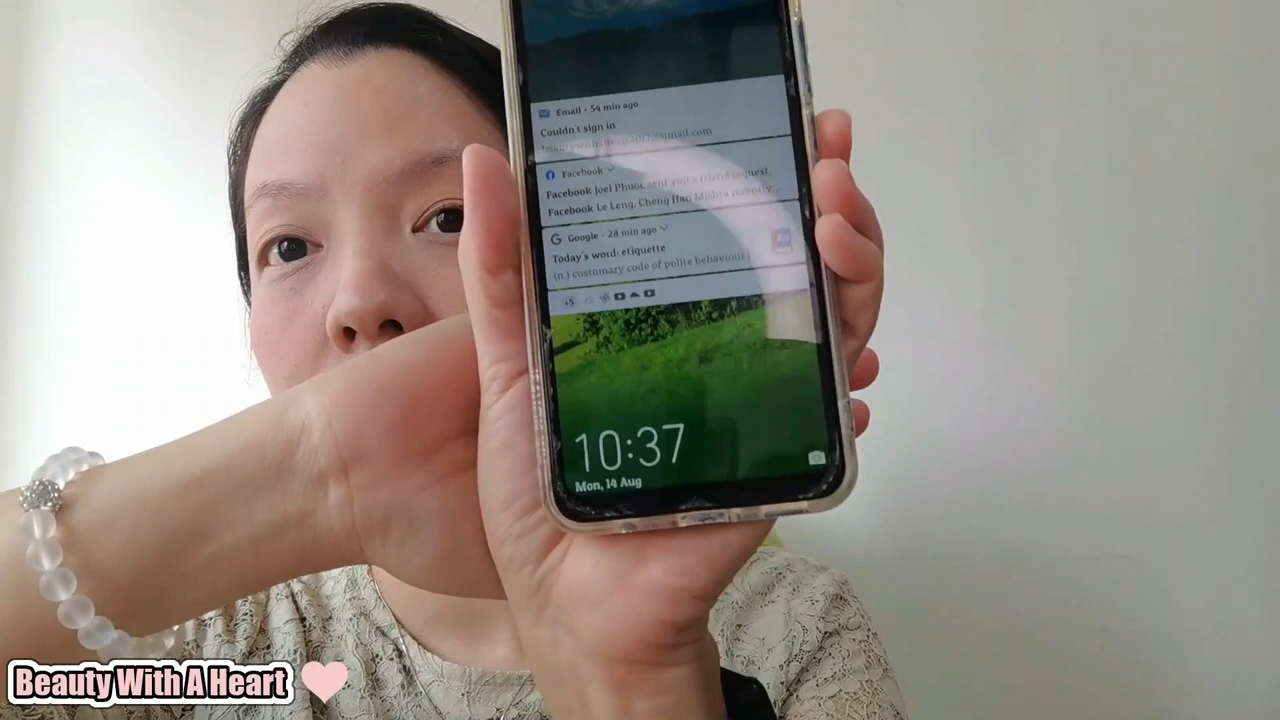 Email • 54 min ago
Couldn't sign in
Facebook
Facebook Joel Phuoc sent you a friend request.
Facebook Le Leng, Cheng Hao Mishra recently...
Google • 28 min ago
Today's word: etiquette
(n.) customary code of polite behaviour
+5
10:37
Mon, 14 Aug
Beauty With A Heart